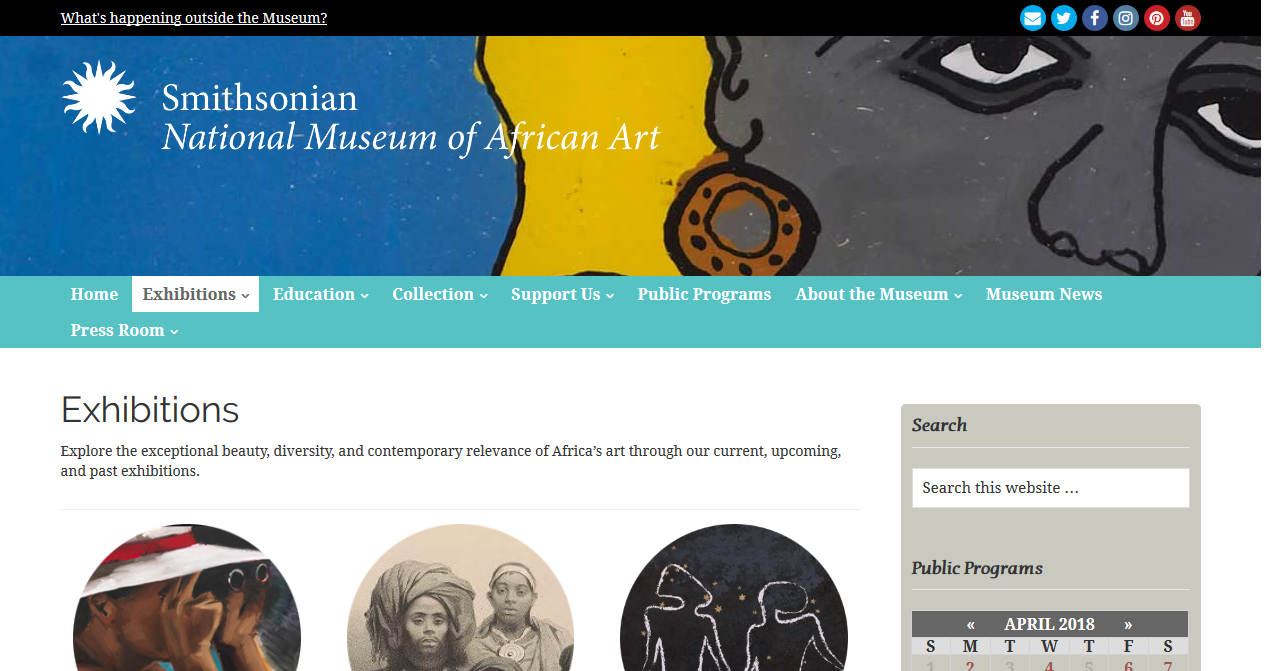 What's happening outside the Museum?
You
Tube
Smithsonian
National Museum of African Art
Home Exhibitions Education Collection Support Us Public Programs About the Museum Museum News
Press Room
Exhibitions
Explore the exceptional beauty, diversity, and contemporary relevance of Africa’s art through our current, upcoming,
and past exhibitions.
Search
Search this website …
Public Programs
« APRIL 2018 »
S M T W T F S
1 2 3 4 5 6 7